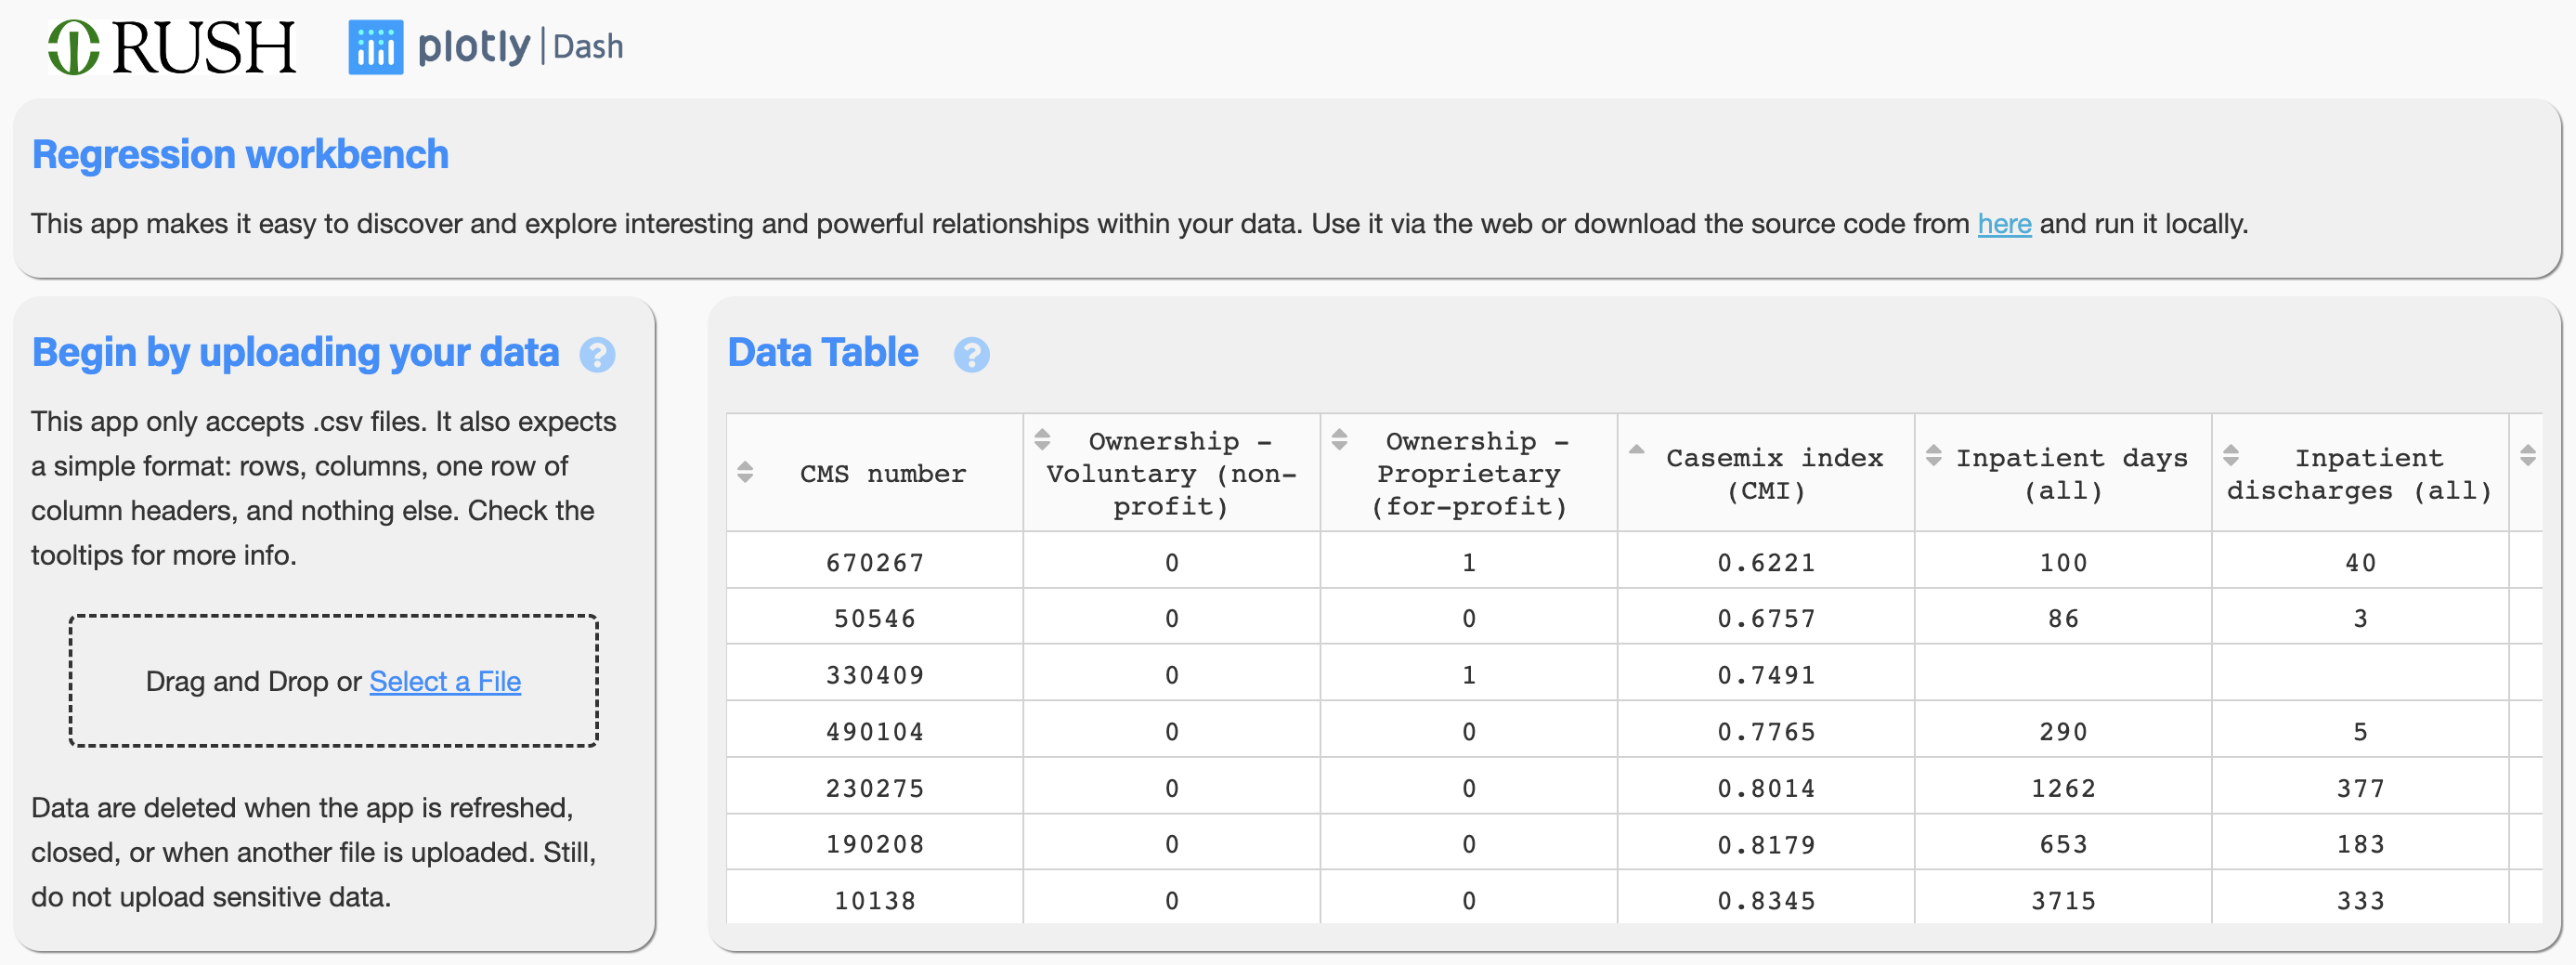 RUSH plotly | Dash
Regression workbench
This app makes it easy to discover and explore interesting and powerful relationships within your data. Use it via the web or download the source code from here and run it locally.
Begin by uploading your data ?
This app only accepts .csv files. It also expects
a simple format: rows, columns, one row of
column headers, and nothing else. Check the
tooltips for more info.
Drag and Drop or Select a File
Data are deleted when the app is refreshed,
closed, or when another file is uploaded. Still,
do not upload sensitive data.
Data Table ?
CMS number
Ownership -
Voluntary (non-
profit)
Ownership -
Proprietary
(for-profit)
Casemix index
(CMI)
Inpatient days
(all)
Inpatient
discharges (all)
670267 0 1 0.6221 100 40
50546 0 0 0.6757 86 3
330409 0 1 0.7491
490104 0 0 0.7765 290 5
230275 0 0 0.8014 1262 377
190208 0 0 0.8179 653 183
10138 0 0 0.8345 3715 333